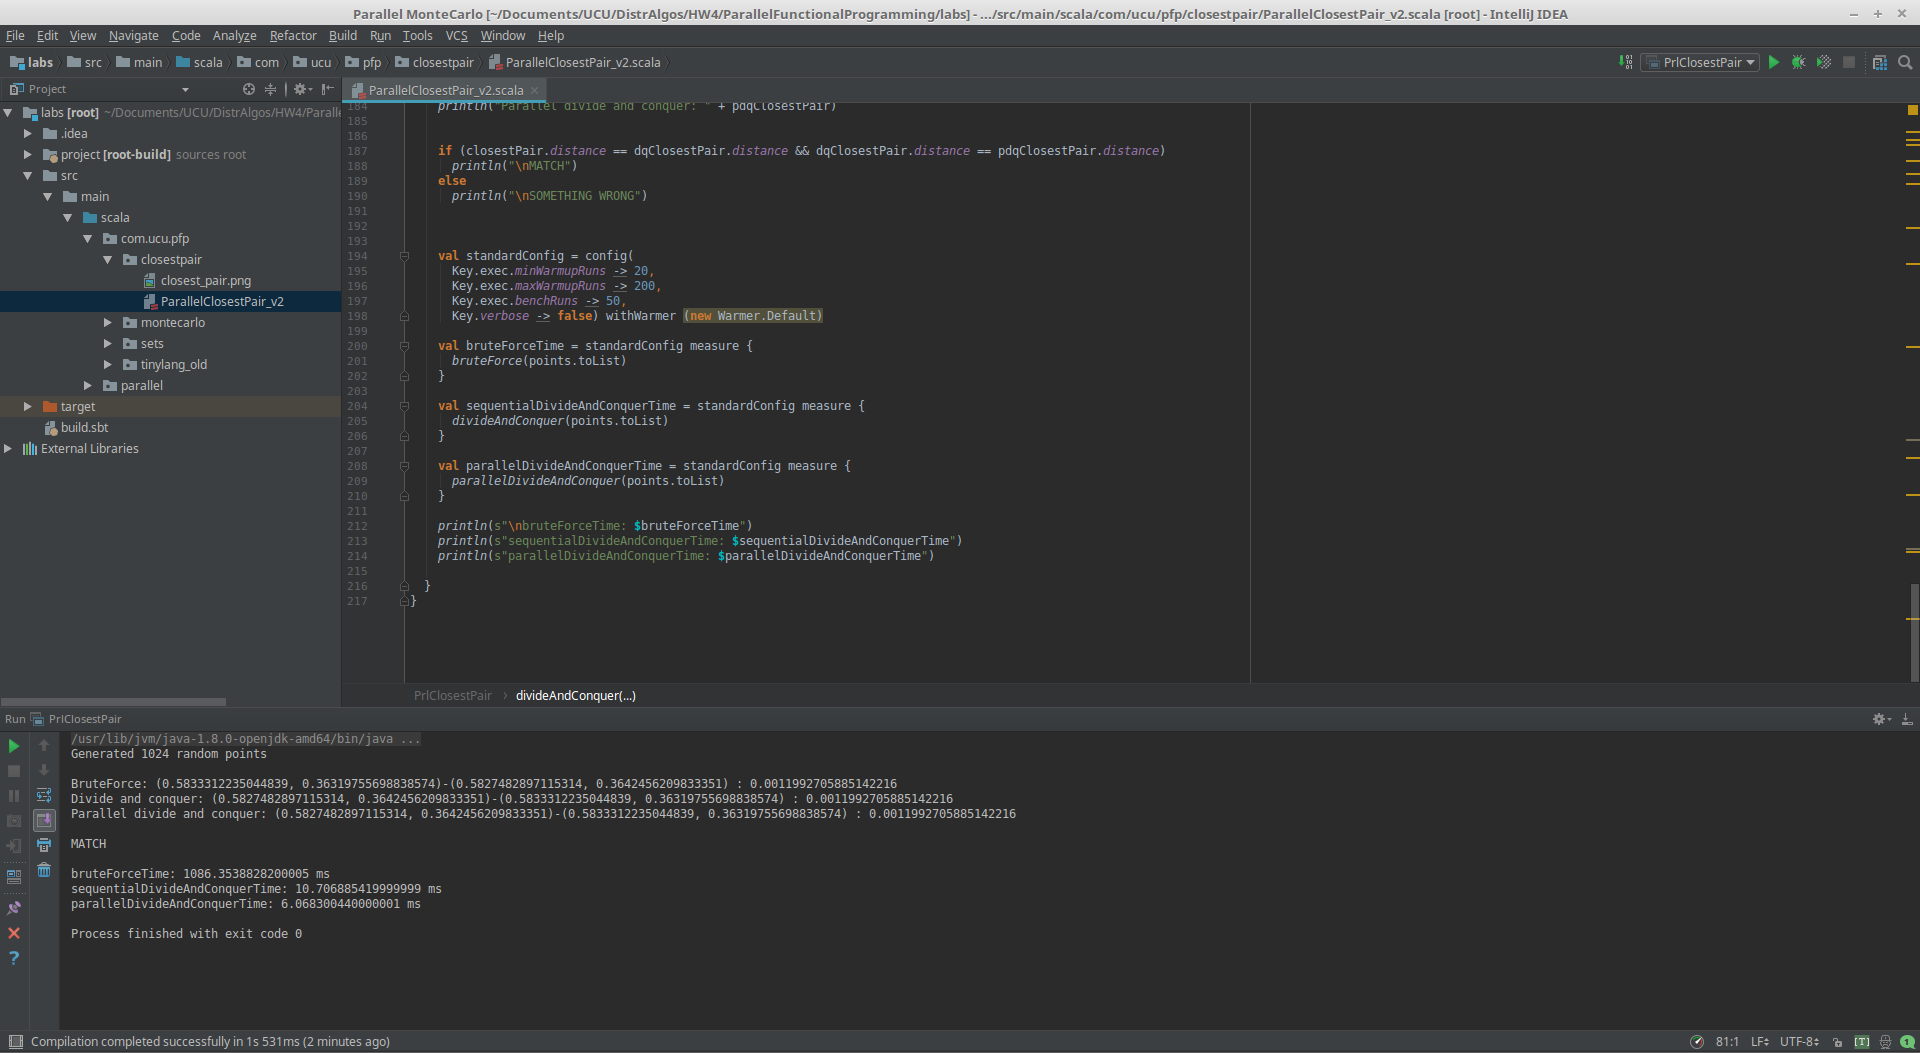 Parallel MonteCarlo [~/Documents/UCU/DistrAlgos/HW4/ParallelFunctionalProgramming/labs] - .../src/main/scala/com/ucu/pfp/closestpair/ParallelClosestPair_v2.scala [root] - IntelliJ IDEA
File Edit View Navigate Code Analyze Refactor Build Run Tools VCS Window Help
labs src main scala com ucu pfp closestpair ParallelClosestPair_v2.scala
PrlClosestPair
Project
ParallelClosestPair_v2.scala
labs [root] ~/Documents/UCU/DistrAlgos/HW4/Parall
.idea
project [root-build] sources root
src
main
scala
com.ucu.pfp
closestpair
closest_pair.png
ParallelClosestPair_v2
montecarlo
sets
tinylang_old
parallel
target
build.sbt
External Libraries
184 println("Parallel divide and conquer: " + pdqClosestPair)
185
186
187 if (closestPair.distance == dqClosestPair.distance && dqClosestPair.distance == pdqClosestPair.distance)
188 println("\nMATCH")
189 else
190 println("\nSOMETHING WRONG")
191
192
193
194 val standardConfig = config(
195 Key.exec.minWarmupRuns -> 20,
196 Key.exec.maxWarmupRuns -> 200,
197 Key.exec.benchRuns -> 50,
198 Key.verbose -> false) withWarmer (new Warmer.Default)
199
200 val bruteForceTime = standardConfig measure {
201 bruteForce(points.toList)
202 }
203
204 val sequentialDivideAndConquerTime = standardConfig measure {
205 divideAndConquer(points.toList)
206 }
207
208 val parallelDivideAndConquerTime = standardConfig measure {
209 parallelDivideAndConquer(points.toList)
210 }
211
212 println(s"\nbruteForceTime: $bruteForceTime")
213 println(s"sequentialDivideAndConquerTime: $sequentialDivideAndConquerTime")
214 println(s"parallelDivideAndConquerTime: $parallelDivideAndConquerTime")
215
216 }
217 }
PrlClosestPair > divideAndConquer(...)
Run PrlClosestPair
/usr/lib/jvm/java-1.8.0-openjdk-amd64/bin/java ...
Generated 1024 random points
BruteForce: (0.5833312235044839, 0.36319755698838574)-(0.5827482897115314, 0.3642456209833351) : 0.0011992705885142216
Divide and conquer: (0.5827482897115314, 0.3642456209833351)-(0.5833312235044839, 0.36319755698838574) : 0.0011992705885142216
Parallel divide and conquer: (0.5827482897115314, 0.3642456209833351)-(0.5833312235044839, 0.36319755698838574) : 0.0011992705885142216
MATCH
bruteForceTime: 1086.3538828200005 ms
sequentialDivideAndConquerTime: 10.706885419999999 ms
parallelDivideAndConquerTime: 6.068300440000001 ms
Process finished with exit code 0
Compilation completed successfully in 1s 531ms (2 minutes ago)
81:1 LF UTF-8 [T] 1